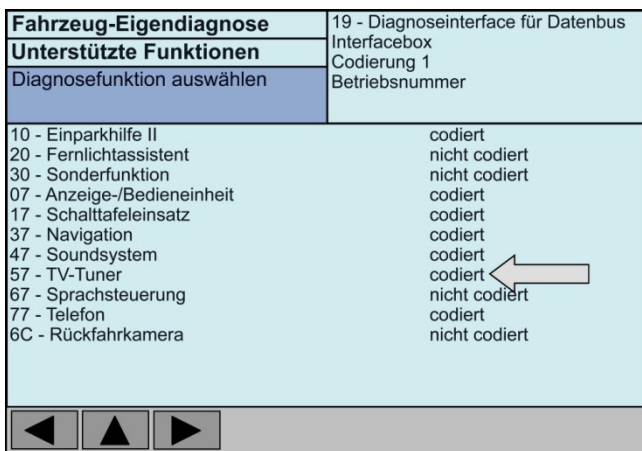 Fahrzeug-Eigendiagnose
Unterstützte Funktionen
Diagnosefunktion auswählen
19 - Diagnoseinterface für Datenbus
Interfacebox
Codierung 1
Betriebsnummer
10 - Einparkhilfe II codiert
20 - Fernlichtassistent nicht codiert
30 - Sonderfunktion nicht codiert
07 - Anzeige-/Bedieneinheit codiert
17 - Schalttafeleinsatz codiert
37 - Navigation codiert
47 - Soundsystem codiert
57 - TV-Tuner codiert
67 - Sprachsteuerung nicht codiert
77 - Telefon codiert
6C - Rückfahrkamera nicht codiert